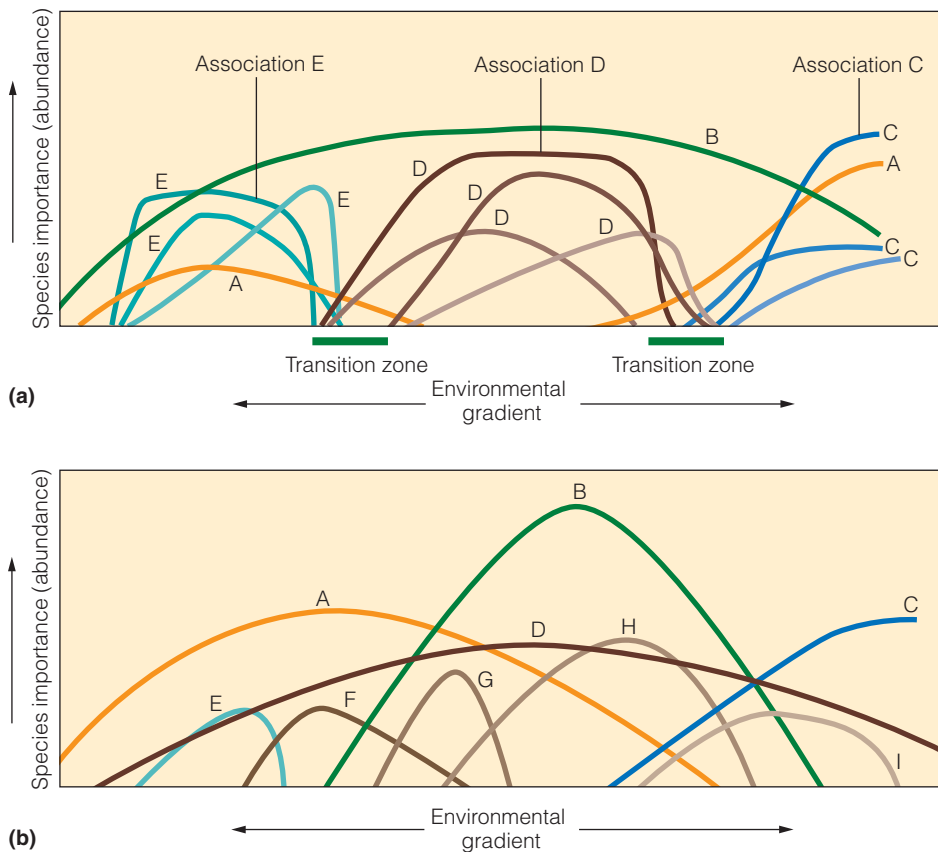 Association E
Association D
Association C
Species importance (abundance)
B
C
A
E
E
E
A
D
D
D
D
C
C
Transition zone
Transition zone
(a)
Environmental
gradient
Species importance (abundance)
B
A
C
D
H
G
E
F
I
(b)
Environmental
gradient